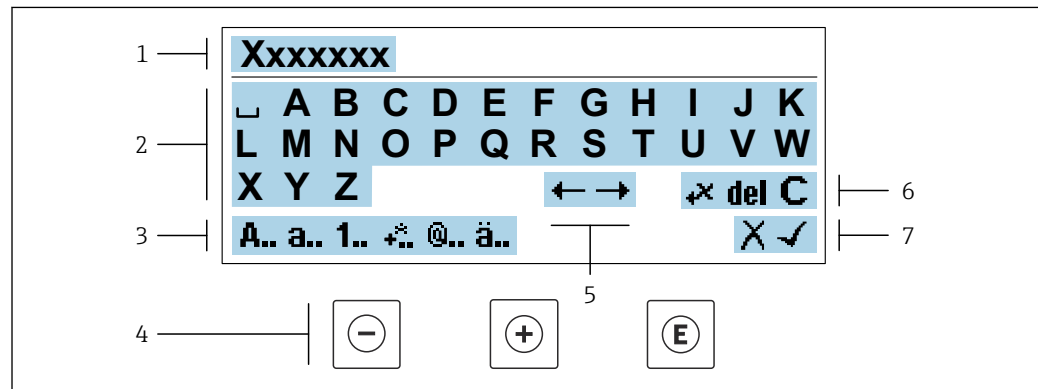 1 Xxxxxxx
␣ A B C D E F G H I J K
2 L M N O P Q R S T U V W
X Y Z ← → +× del C 6
3 A.. a.. 1.. +*.. @.. ä.. X ✓ 7
5
4 − + E